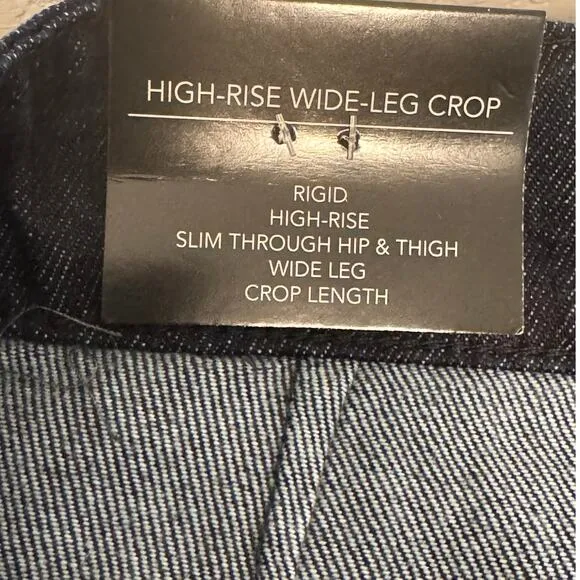 HIGH-RISE WIDE-LEG CROP
RIGID
HIGH-RISE
SLIM THROUGH HIP & THIGH
WIDE LEG
CROP LENGTH